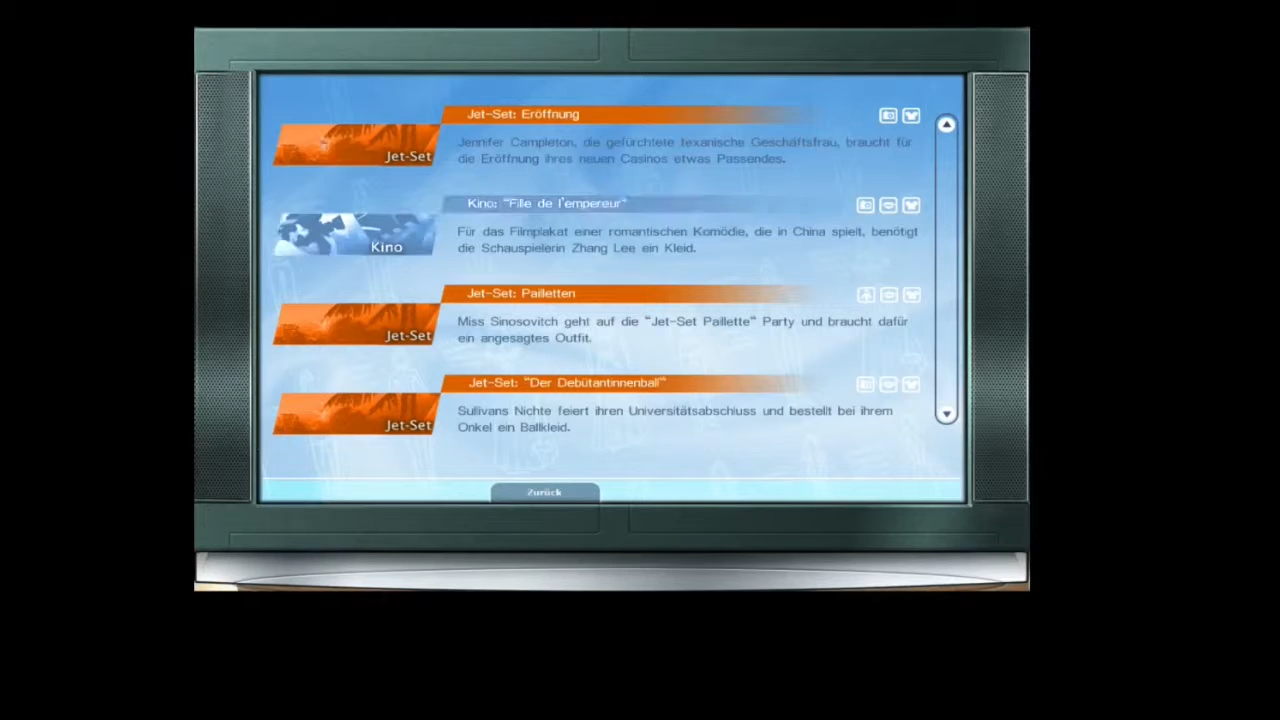 Jet-Set: Eröffnung
Jet-Set
Jennifer Campleton, die gefürchtete texanische Geschäftsfrau, braucht für
die Eröffnung ihres neuen Casinos etwas Passendes.
Kino: "Fille de l'empereur"
Kino
Für das Filmplakat einer romantischen Komödie, die in China spielt, benötigt
die Schauspielerin Zhang Lee ein Kleid.
Jet-Set: Pailletten
Jet-Set
Miss Sinosovitch geht auf die "Jet-Set Paillette" Party und braucht dafür
ein angesagtes Outfit.
Jet-Set: "Der Debütantinnenball"
Jet-Set
Sullivans Nichte feiert ihren Universitätsabschluss und bestellt bei ihrem
Onkel ein Ballkleid.
Zurück